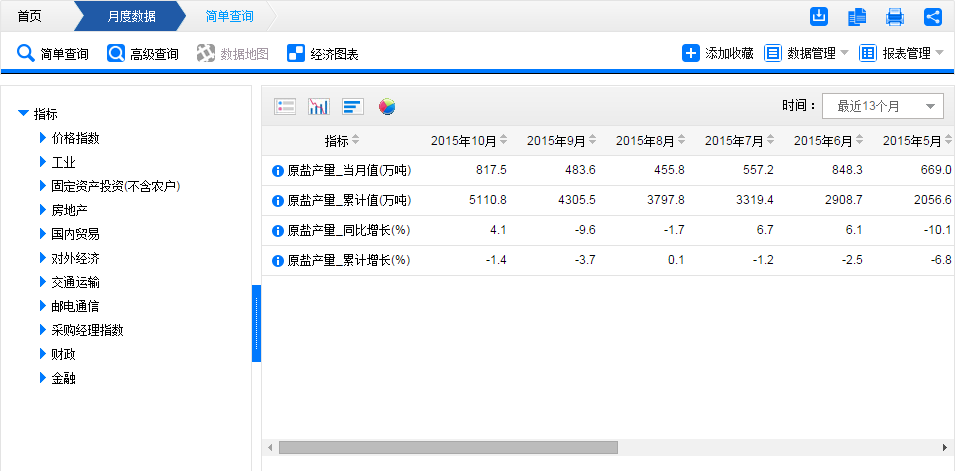 首页 月度数据 简单查询
简单查询 高级查询 数据地图 经济图表 添加收藏 数据管理 报表管理
指标
价格指数
工业
固定资产投资(不含农户)
房地产
国内贸易
对外经济
交通运输
邮电通信
采购经理指数
财政
金融
时间： 最近13个月
指标 2015年10月 2015年9月 2015年8月 2015年7月 2015年6月 2015年5月
原盐产量_当月值(万吨) 817.5 483.6 455.8 557.2 848.3 669.0
原盐产量_累计值(万吨) 5110.8 4305.5 3797.8 3319.4 2908.7 2056.6
原盐产量_同比增长(%) 4.1 -9.6 -1.7 6.7 6.1 -10.1
原盐产量_累计增长(%) -1.4 -3.7 0.1 -1.2 -2.5 -6.8